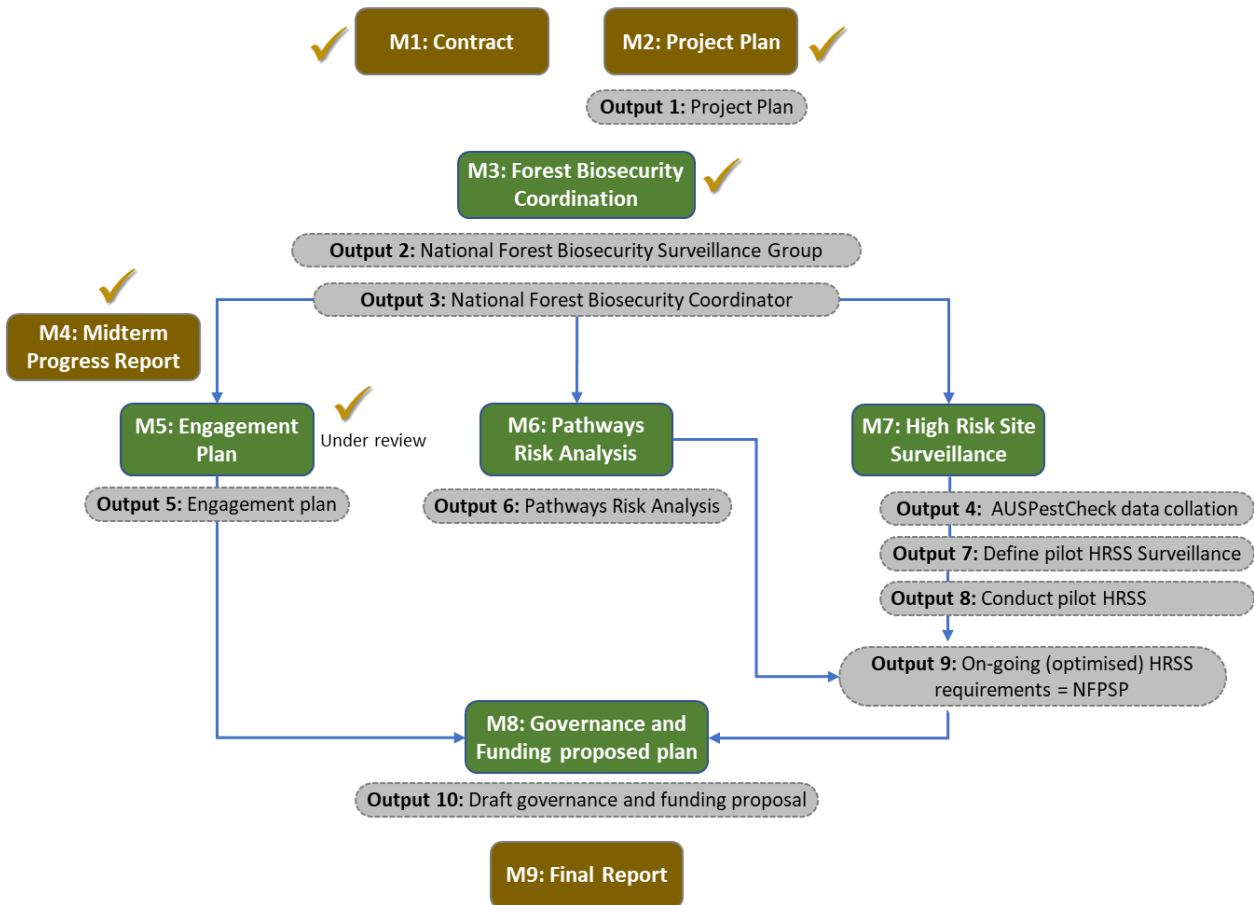 M1: Contract
M2: Project Plan
Output 1: Project Plan
M3: Forest Biosecurity
Coordination
Output 2: National Forest Biosecurity Surveillance Group
Output 3: National Forest Biosecurity Coordinator
M4: Midterm
Progress Report
M5: Engagement
Plan
Under review
M6: Pathways
Risk Analysis
M7: High Risk Site
Surveillance
Output 5: Engagement plan
Output 6: Pathways Risk Analysis
Output 4: AUSPestCheck data collation
Output 7: Define pilot HRSS Surveillance
Output 8: Conduct pilot HRSS
Output 9: On-going (optimised) HRSS
requirements = NFPSP
M8: Governance and
Funding proposed plan
Output 10: Draft governance and funding proposal
M9: Final Report